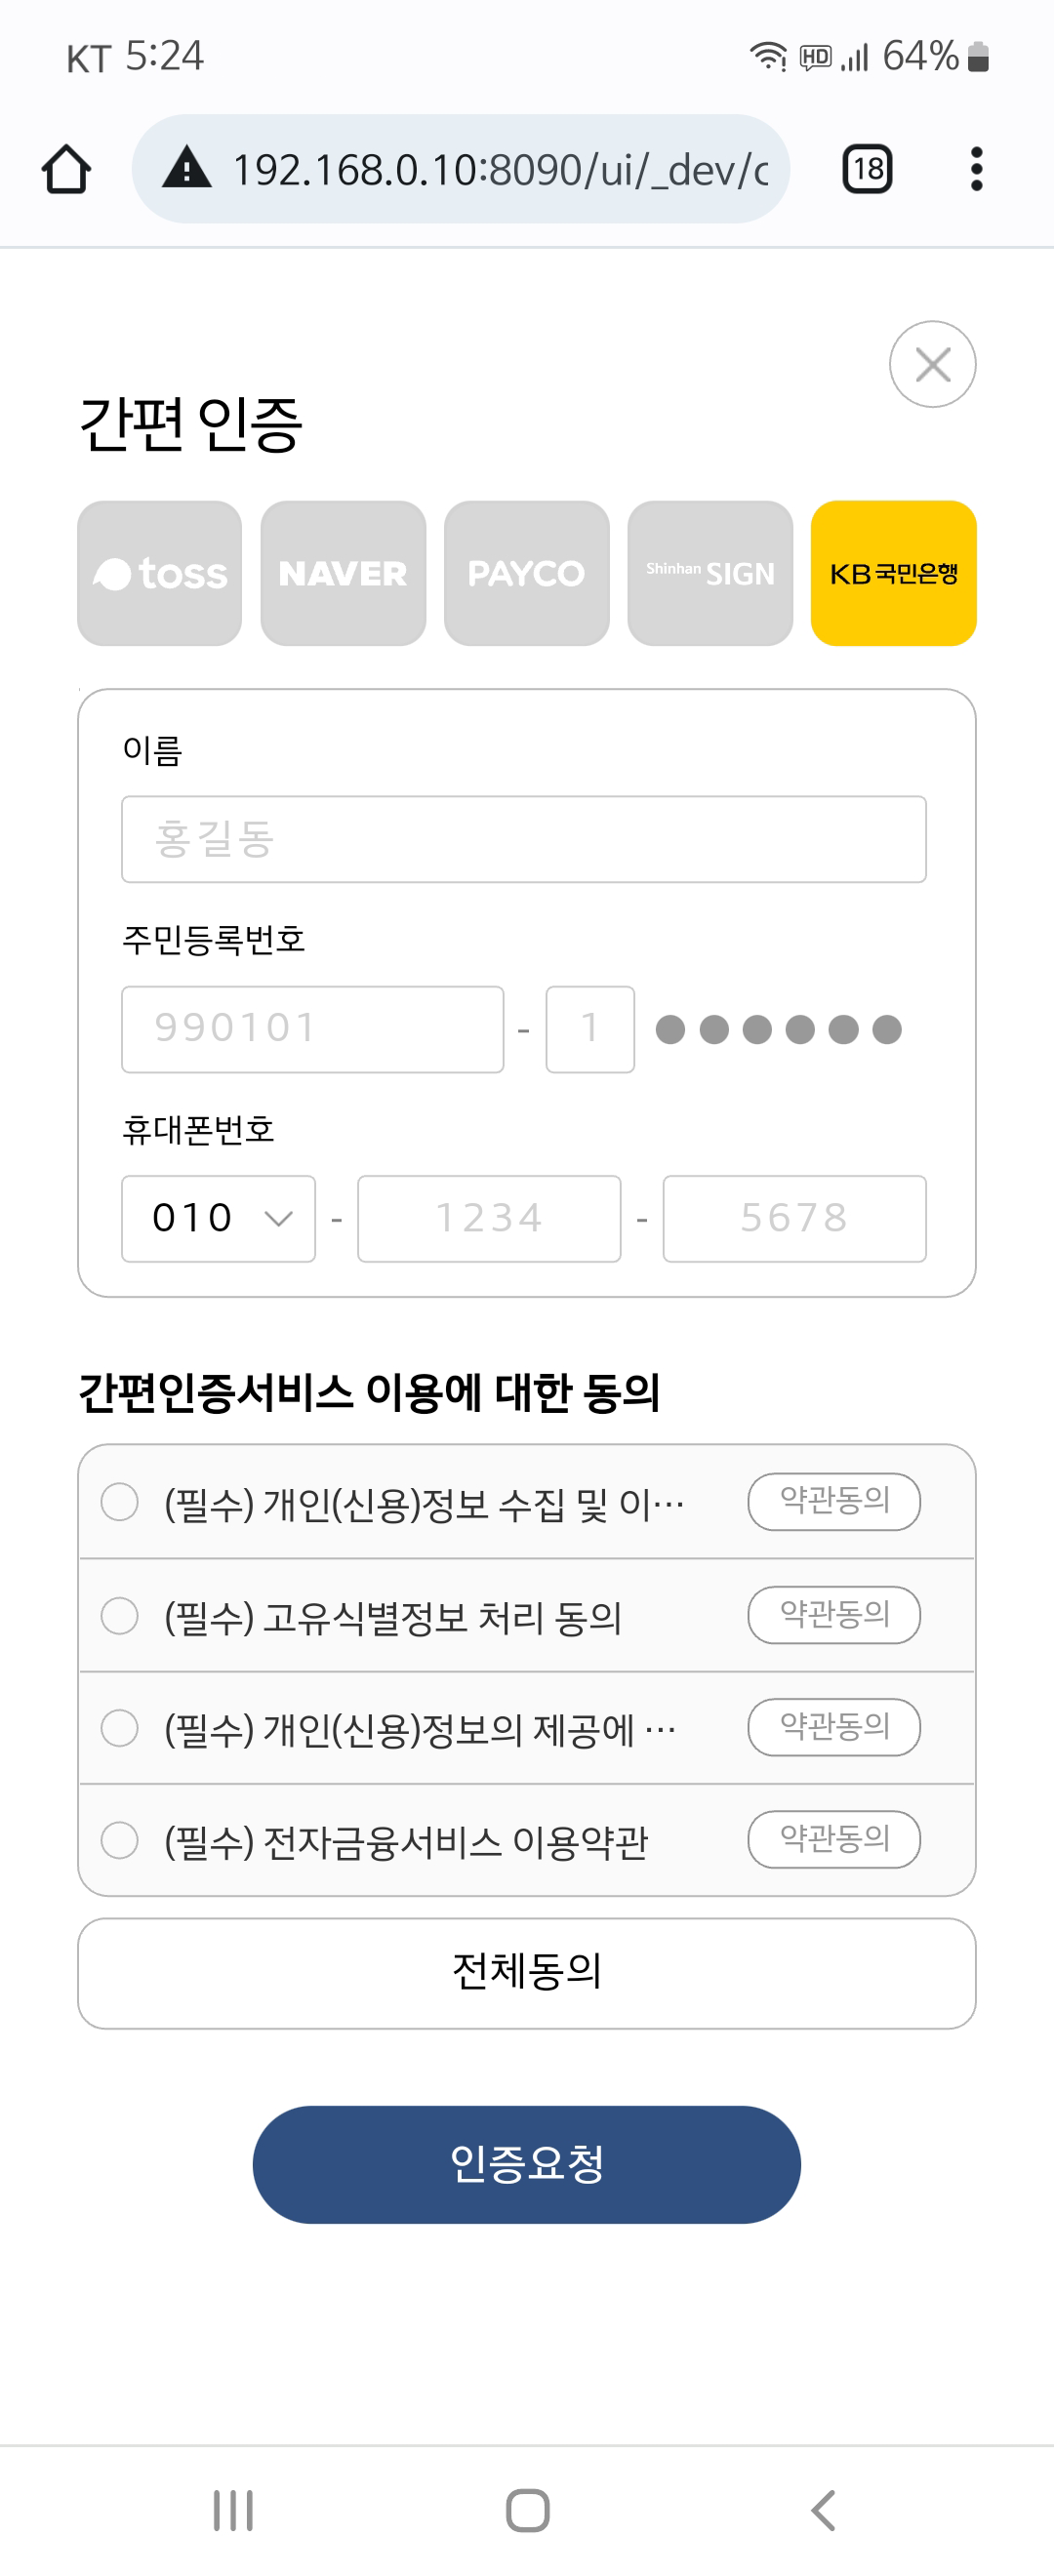 KT 5:24 HD 64%
192.168.0.10:8090/ui/_dev/c 18
간편 인증
toss NAVER PAYCO Shinhan SIGN KB 국민은행
이름
홍길동
주민등록번호
990101 - 1 ●●●●●●
휴대폰번호
010 - 1234 - 5678
간편인증서비스 이용에 대한 동의
(필수) 개인(신용)정보 수집 및 이… 약관동의
(필수) 고유식별정보 처리 동의 약관동의
(필수) 개인(신용)정보의 제공에 … 약관동의
(필수) 전자금융서비스 이용약관 약관동의
전체동의
인증요청